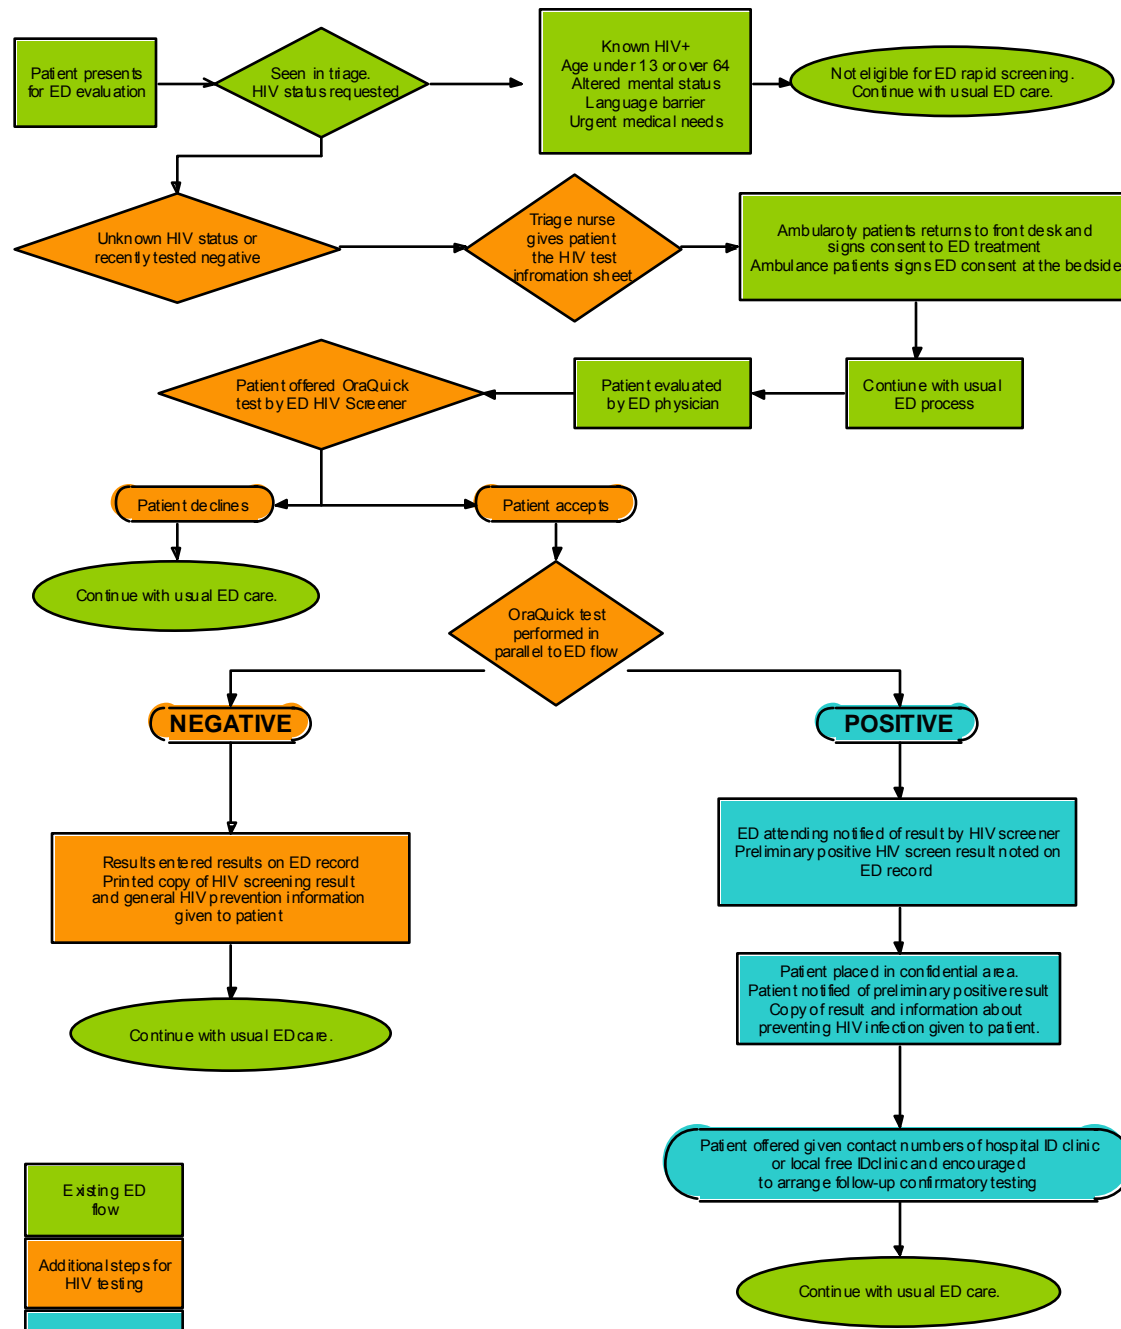 Patient presents
for ED evaluation
Seen in triage.
HIV status requested
Known HIV+
Age under 13 or over 64
Altered mental status
Language barrier
Urgent medical needs
Not eligible for ED rapid screening.
Continue with usual ED care.
Unknown HIV status or
recently tested negative
Triage nurse
gives patient
the HIV test
infromation sheet
Ambularoty patients returns to front desk and
signs consent to ED treatment
Ambulance patients signs ED consent at the bedside
Patient offered OraQuick
test by ED HIV Screener
Patient evaluated
by ED physician
Contiune with usual
ED process
Patient declines
Patient accepts
Continue with usual ED care.
OraQuick test
performed in
parallel to ED flow
NEGATIVE
POSITIVE
Results entered results on ED record
Printed copy of HIV screening result
and general HIV prevention information
given to patient
ED attending notified of result by HIV screener
Preliminary positive HIV screen result noted on
ED record
Patient placed in confidential area.
Patient notified of preliminary positive result
Copy of result and information about
preventing HIV infection given to patient.
Continue with usual ED care.
Patient offered given contact numbers of hospital ID clinic
or local free ID clinic and encouraged
to arrange follow-up confirmatory testing
Existing ED
flow
Additional steps for
HIV testing
Continue with usual ED care.